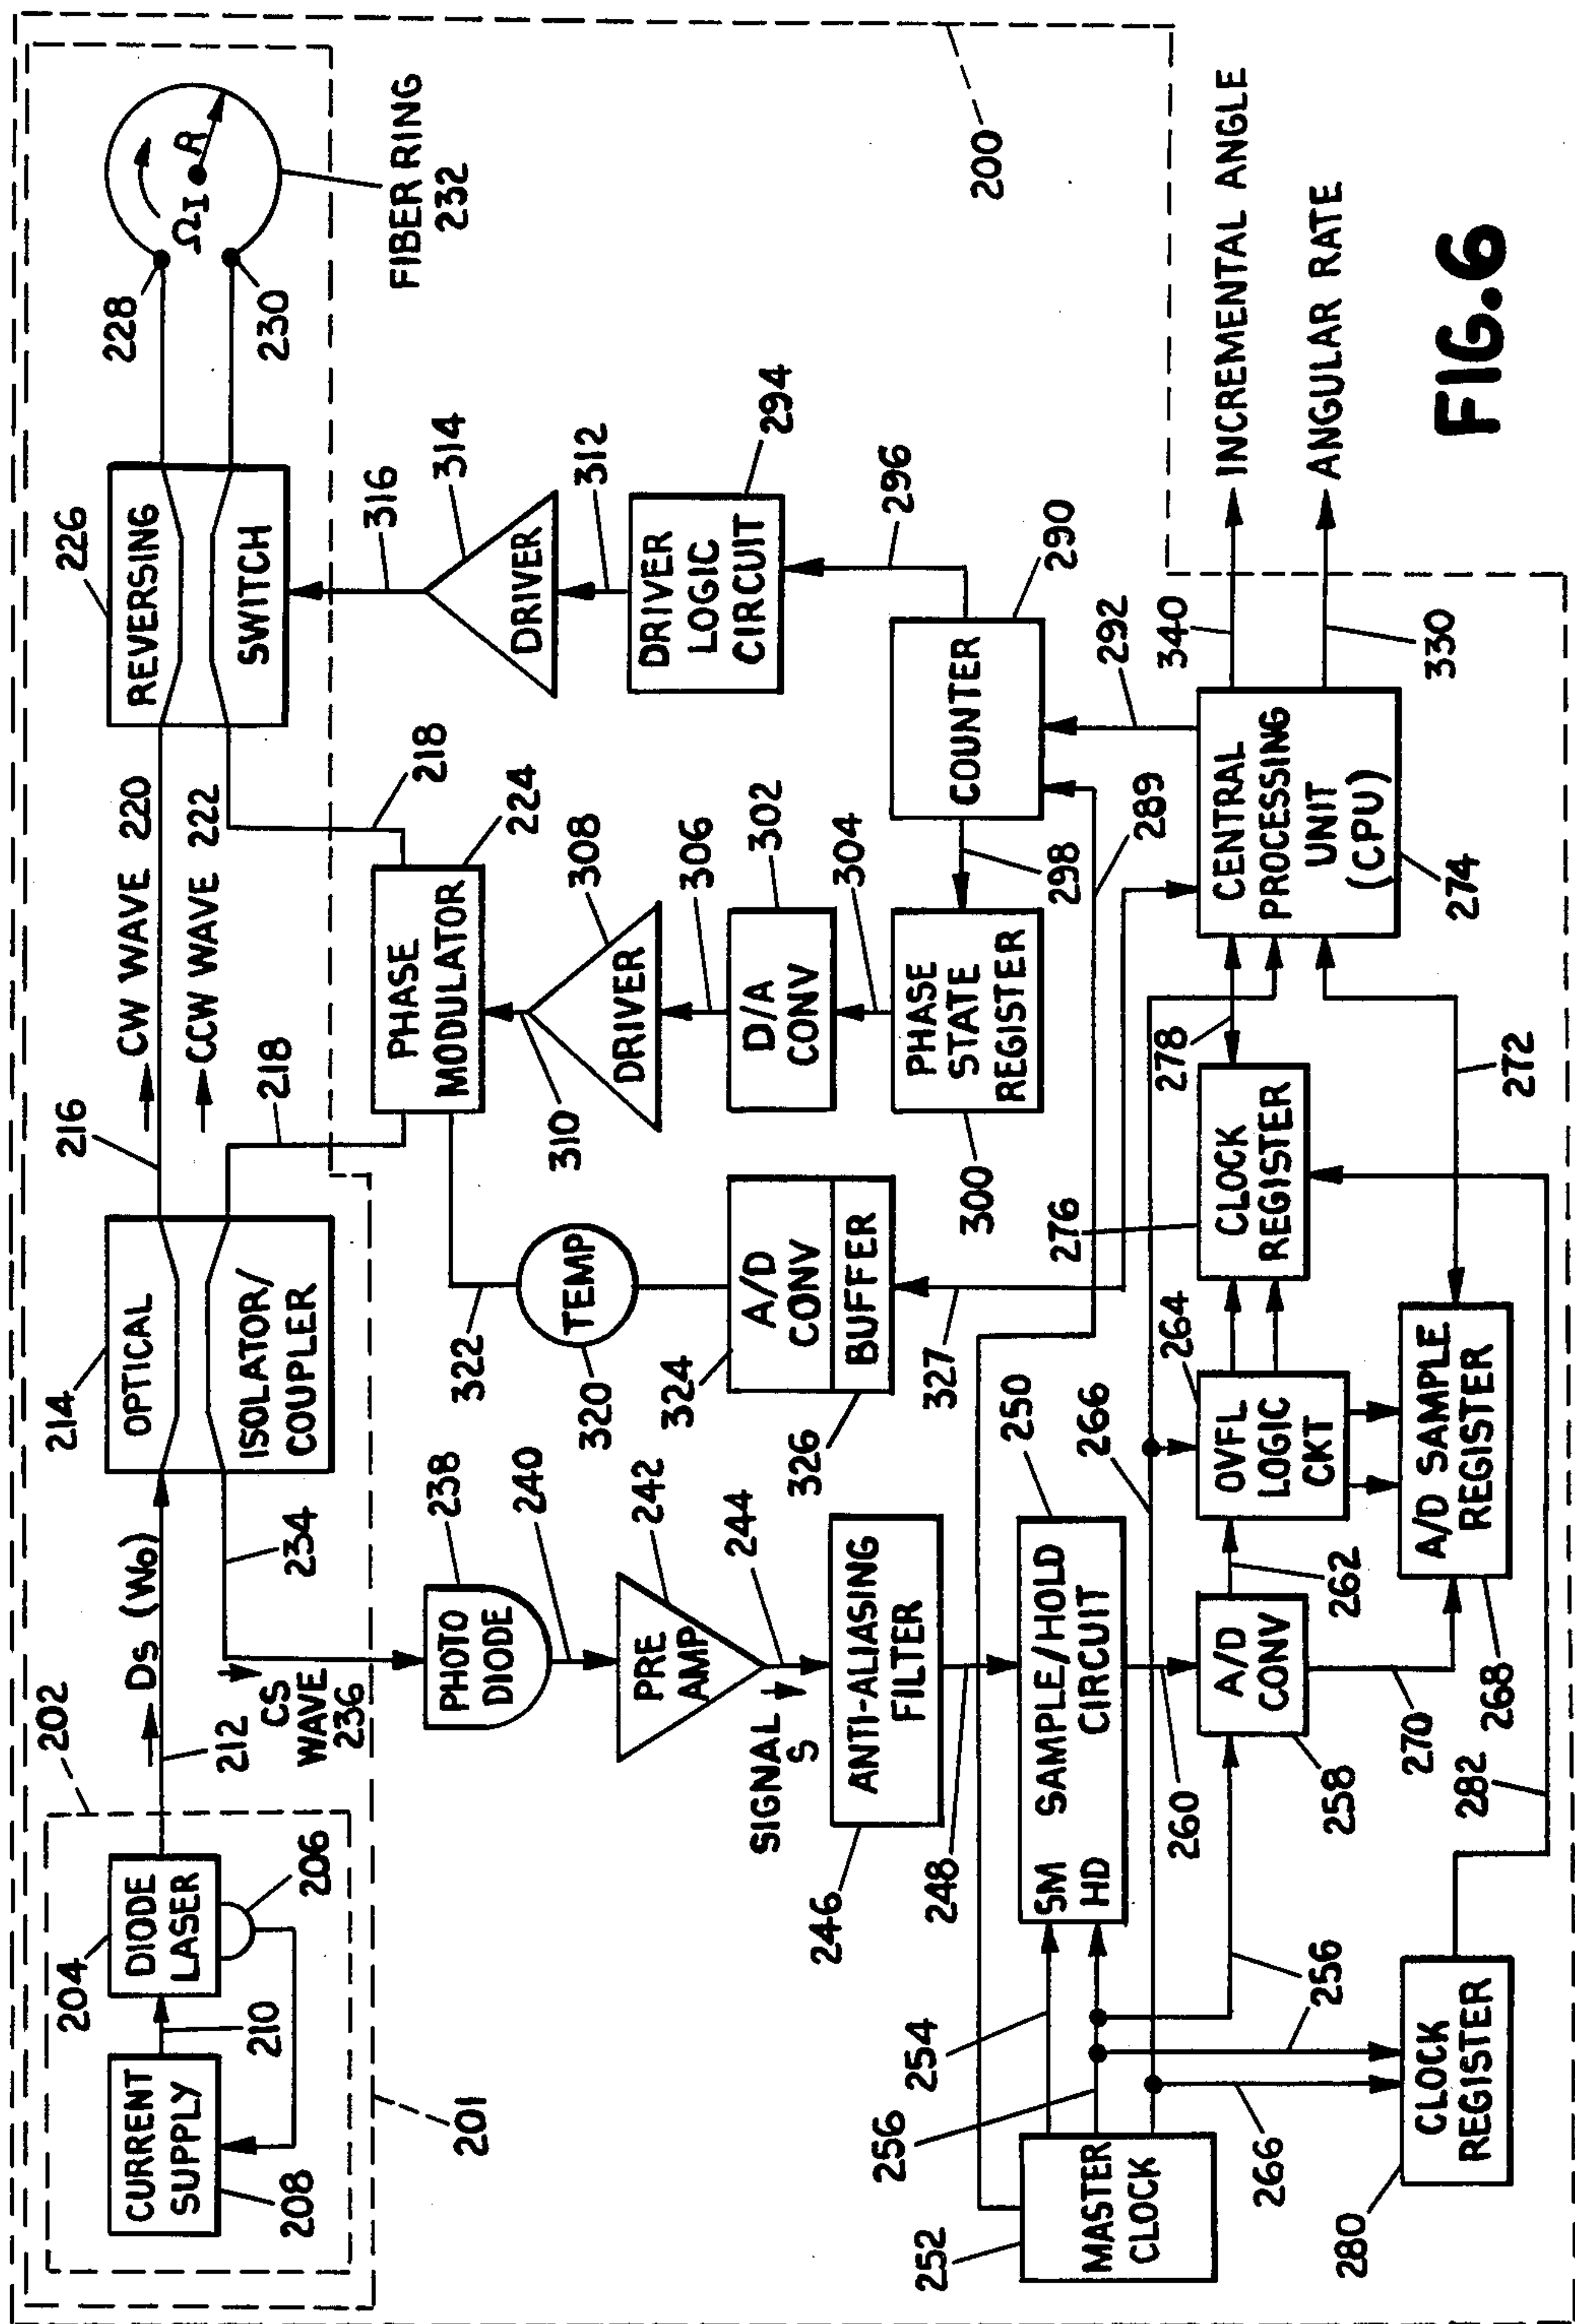 202
204
DIODE
LASER
206
210
CURRENT
SUPPLY
208
201
212
Ds (W₀)
CS
WAVE
236
234
214
OPTICAL
ISOLATOR/
COUPLER
216
CW WAVE 220
CCW WAVE 222
218
218
226
REVERSING
SWITCH
228
230
ΩI
R
FIBER RING
232
200
238
PHOTO
DIODE
240
242
PRE
AMP
244
SIGNAL
S
246
ANTI-ALIASING
FILTER
248
322
TEMP
320
324
A/D
CONV
BUFFER
326
327
PHASE
MODULATOR
224
310
308
DRIVER
306
302
D/A
CONV
304
PHASE
STATE
REGISTER
300
298
316
314
DRIVER
312
DRIVER
LOGIC
CIRCUIT
294
296
COUNTER
290
292
289
250
SM SAMPLE/HOLD
HD CIRCUIT
254
256
252
MASTER
CLOCK
260
266
A/D
CONV
258
262
264
OVFL
LOGIC
CKT
270
A/D SAMPLE
REGISTER
268
276
CLOCK
REGISTER
278
272
CENTRAL
PROCESSING
UNIT
(CPU)
274
340
330
INCREMENTAL ANGLE
ANGULAR RATE
256
266
280
CLOCK
REGISTER
282
FIG.6